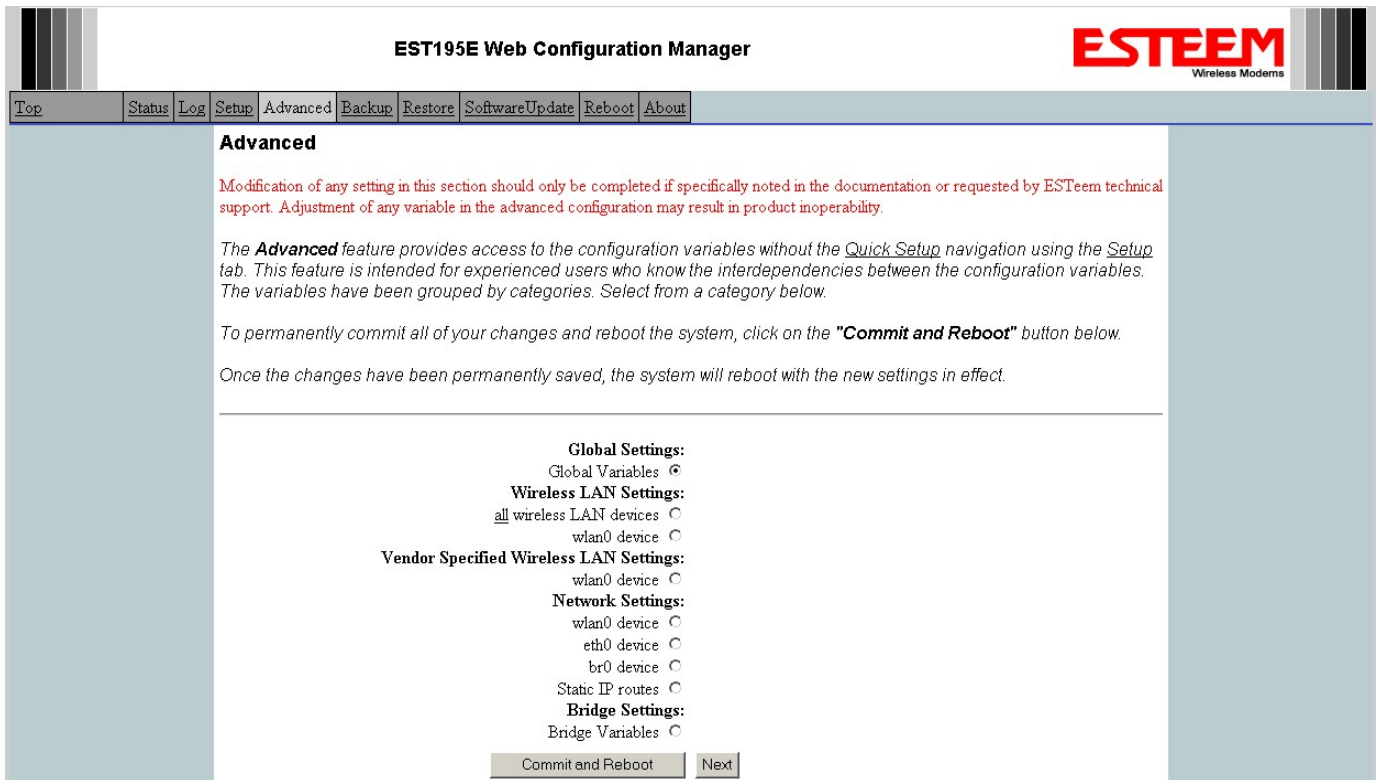 EST195E Web Configuration Manager
ESTEEM
Wireless Modems
Top Status Log Setup Advanced Backup Restore SoftwareUpdate Reboot About
Advanced
Modification of any setting in this section should only be completed if specifically noted in the documentation or requested by ESTeem technical
support. Adjustment of any variable in the advanced configuration may result in product inoperability.
The Advanced feature provides access to the configuration variables without the Quick Setup navigation using the Setup
tab. This feature is intended for experienced users who know the interdependencies between the configuration variables.
The variables have been grouped by categories. Select from a category below.
To permanently commit all of your changes and reboot the system, click on the "Commit and Reboot" button below.
Once the changes have been permanently saved, the system will reboot with the new settings in effect.
Global Settings:
Global Variables
Wireless LAN Settings:
all wireless LAN devices
wlan0 device
Vendor Specified Wireless LAN Settings:
wlan0 device
Network Settings:
wlan0 device
eth0 device
br0 device
Static IP routes
Bridge Settings:
Bridge Variables
Commit and Reboot Next